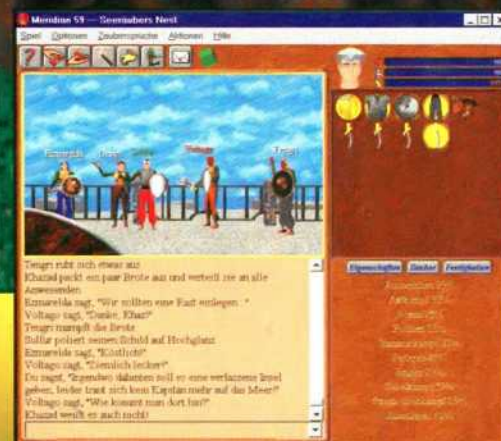 Meridian 59 — Seeräubers Nest
Spiel Optionen Zaubersprüche Aktionen Hilfe
Esmarelda
Voltago
Tengri
Tengri ruht sich etwas aus
Khazad packt ein paar Brote aus und verteilt sie an alle
Anwesenden
Esmarelda sagt, "Wir sollten eine Rast einlegen..."
Voltago sagt, "Danke, Khaz!"
Tengri mampft die Brote
Sulfur poliert seinen Schild auf Hochglanz
Esmarelda sagt, "Köstlich!"
Voltago sagt, "Ziemlich lecker!"
Du sagst, "Irgendwo dahinten soll es eine verlassene Insel
geben, leider traut sich kein Kapitän mehr auf das Meer!"
Voltago sagt, "Wie kommt man dort hin?"
Khazad weiß es auch nicht!
Eigenschaften Zauber Fertigkeiten